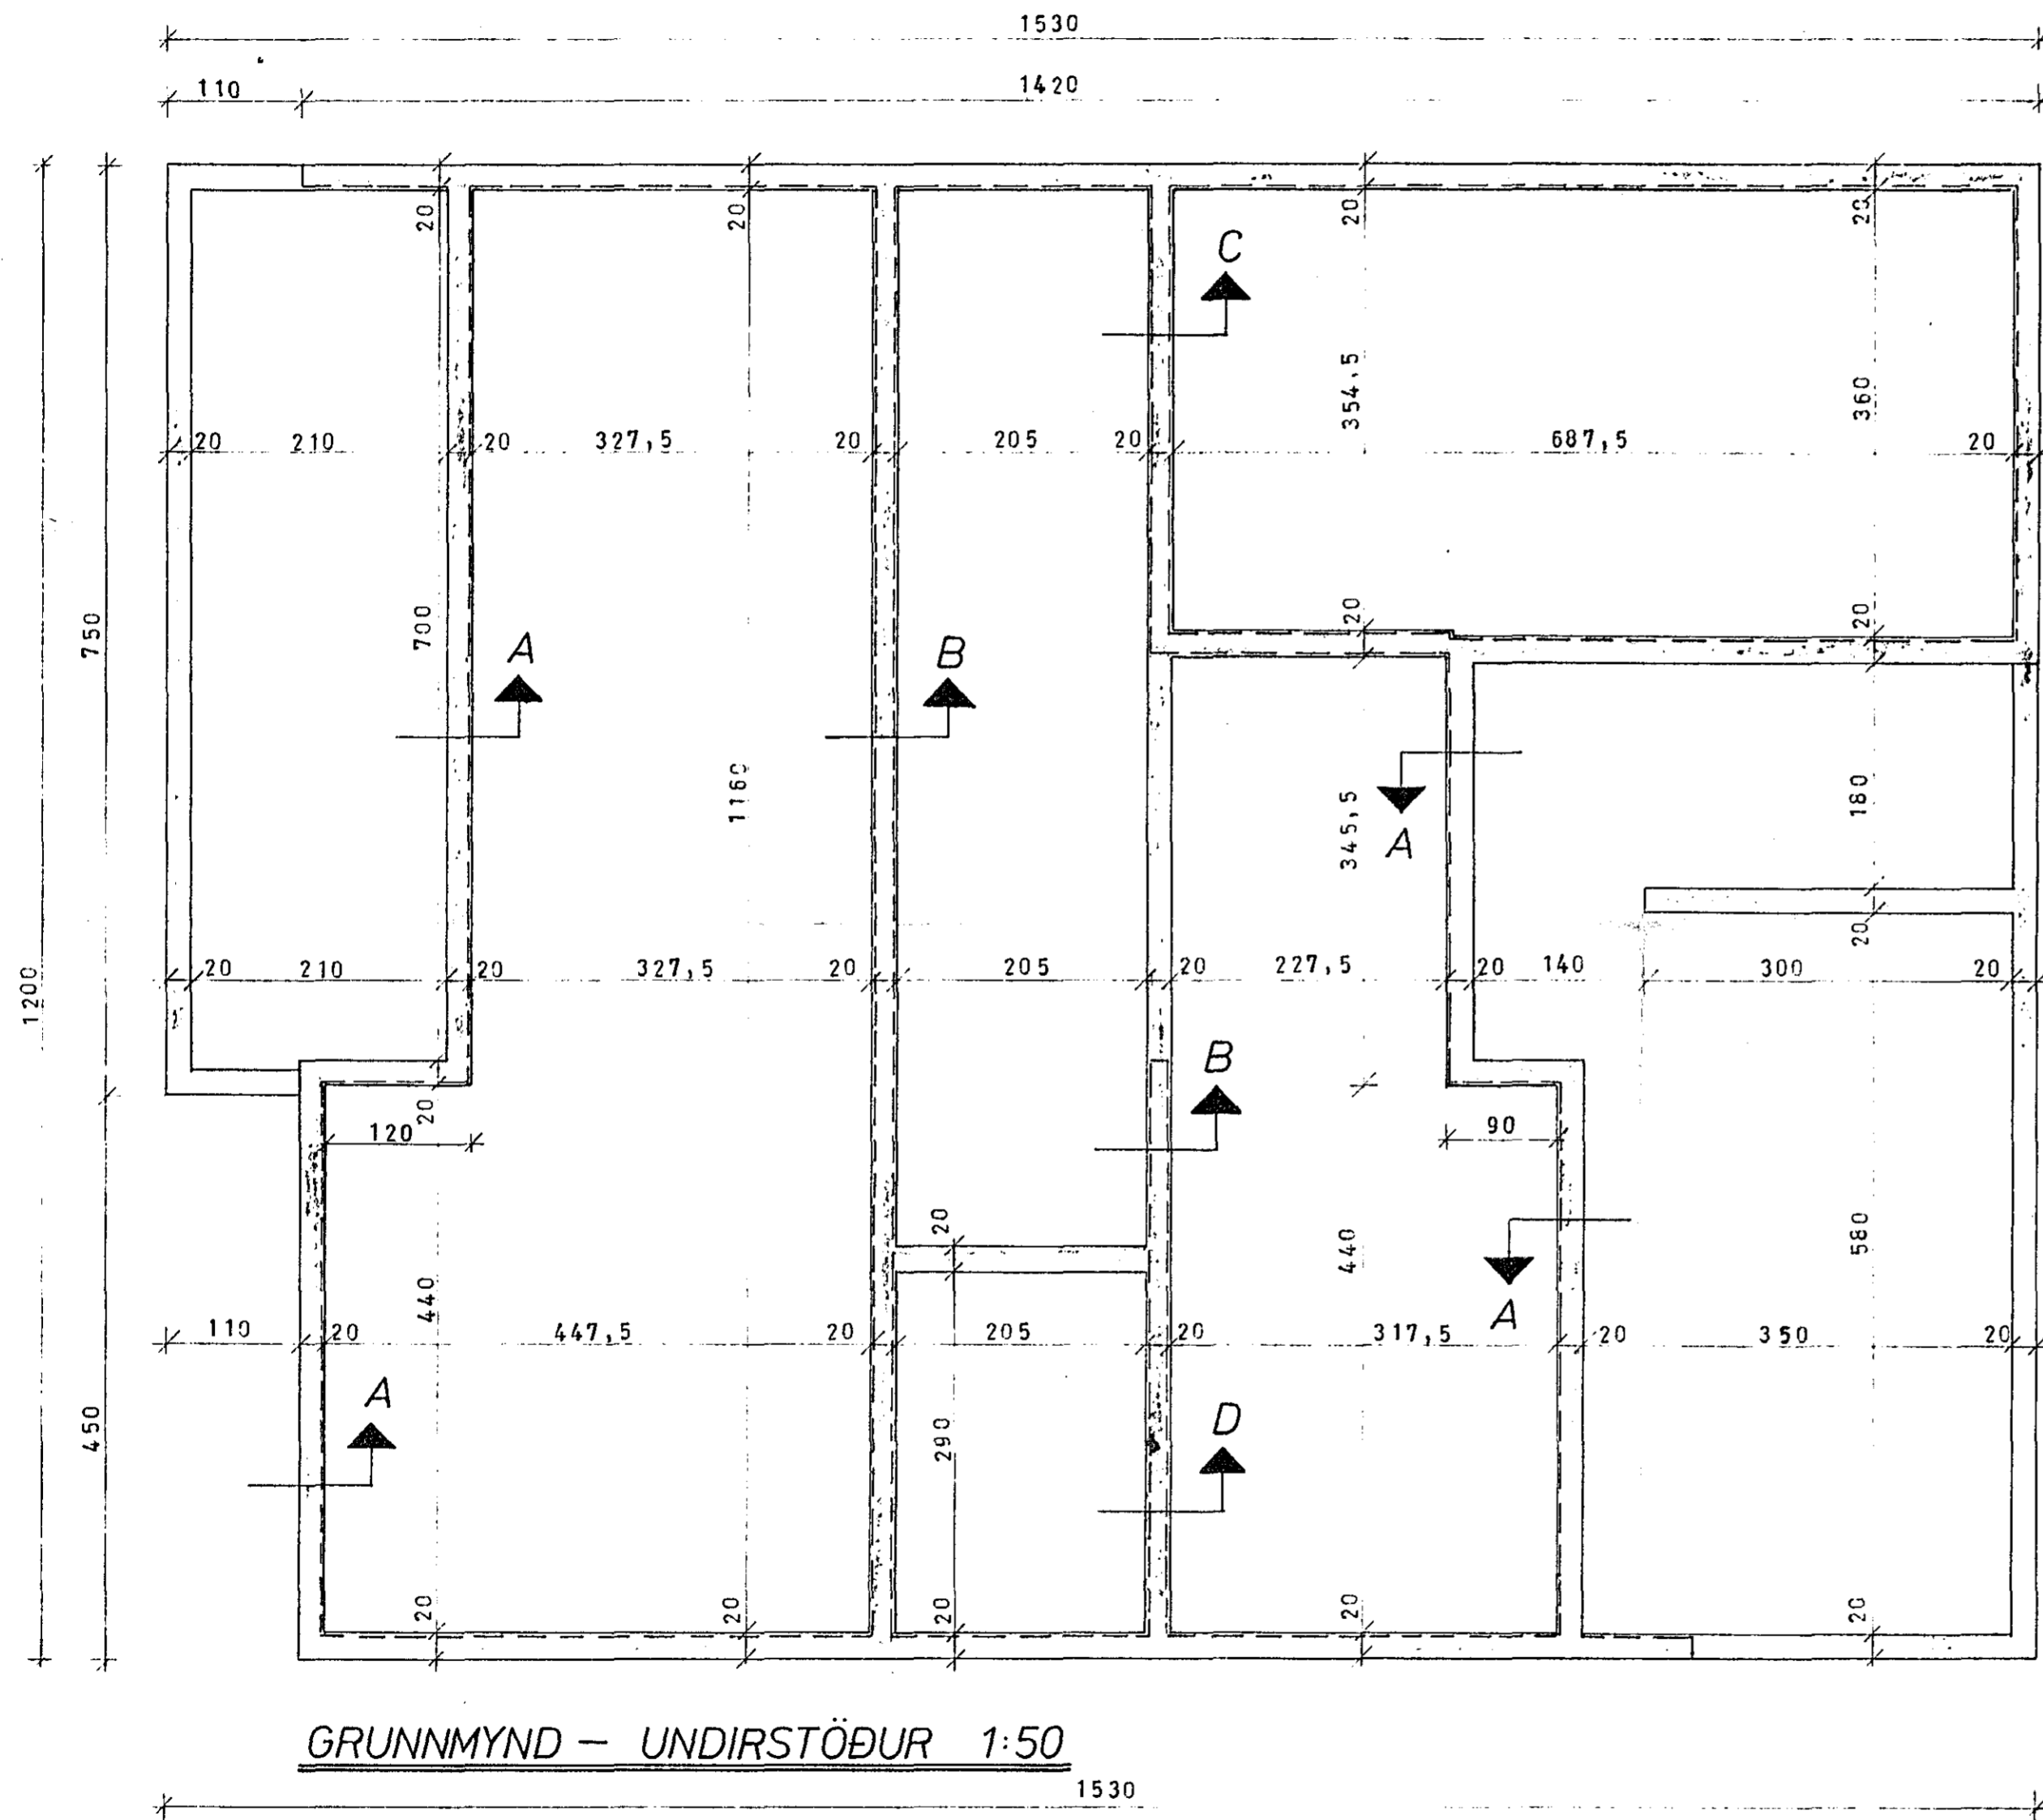 1530
110 1420
20 20 20 20
C
354,5 360
20 210 20 327,5 20 205 20 687,5 20
20 20
750 700
A B
1160 345,5 180
A
20
1200
20 210 20 327,5 20 205 20 227,5 20 140 300 20
B
20
120 90
20
440 440 580
110 20 447,5 20 205 20 317,5 20 350 20
A
A
D
450 290
20 20 20 20 20
GRUNNMYND – UNDIRSTÖÐUR 1:50
1530